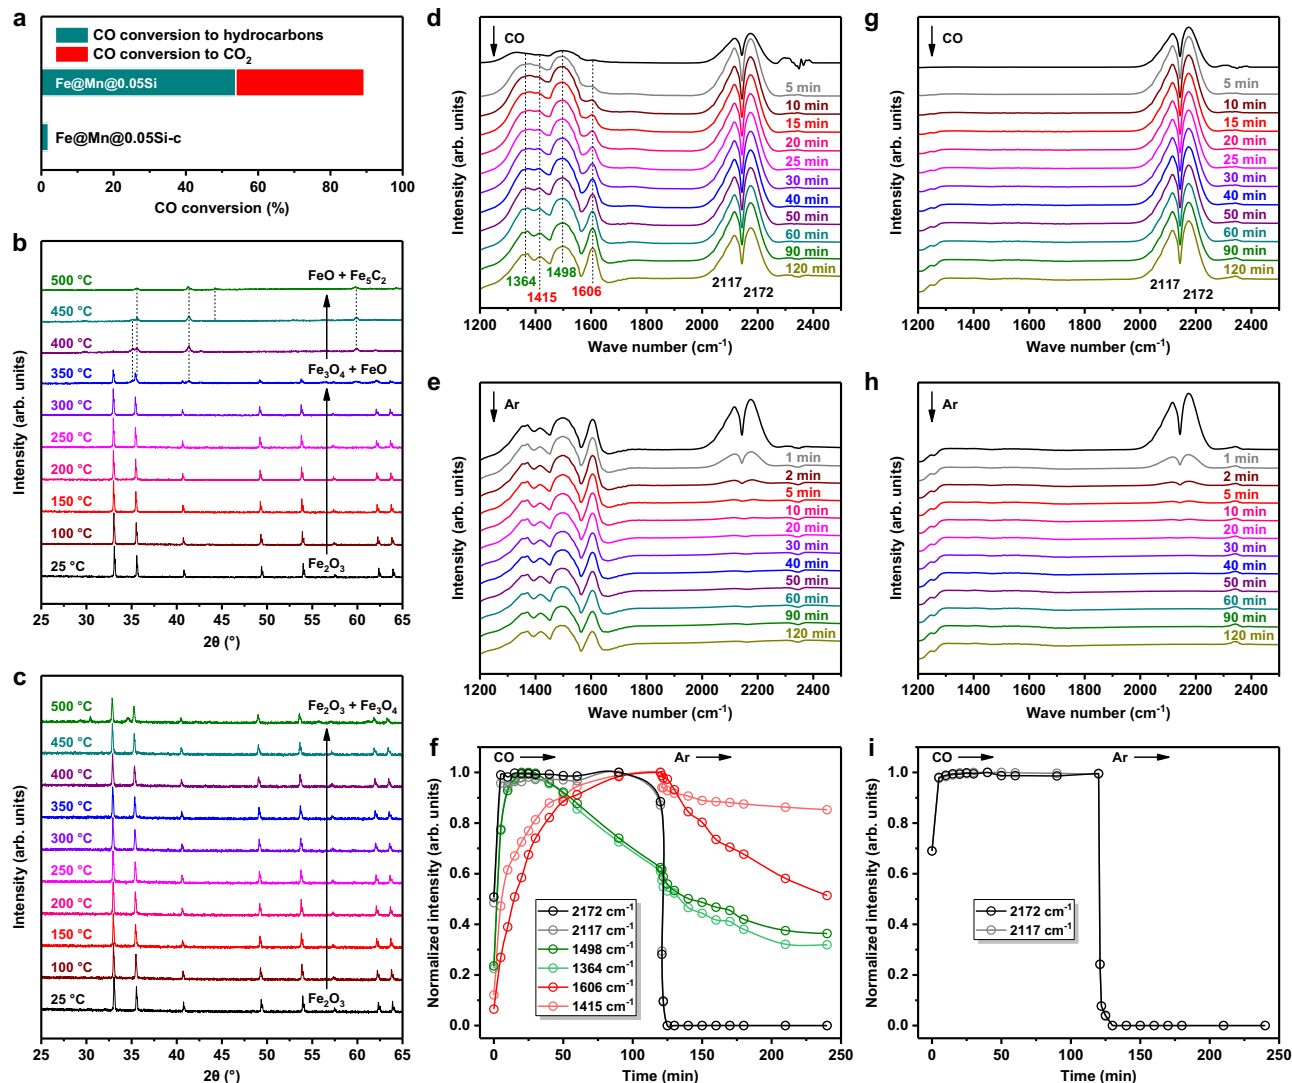 a
CO conversion to hydrocarbons
CO conversion to CO₂
Fe@Mn@0.05Si
Fe@Mn@0.05Si-c
0 20 40 60 80 100
CO conversion (%)
b
Intensity (arb. units)
500 °C
FeO + Fe₅C₂
450 °C
400 °C
350 °C
Fe₃O₄ + FeO
300 °C
250 °C
200 °C
150 °C
100 °C
25 °C
Fe₂O₃
25 30 35 40 45 50 55 60 65
2θ (°)
c
Intensity (arb. units)
500 °C
Fe₂O₃ + Fe₃O₄
450 °C
400 °C
350 °C
300 °C
250 °C
200 °C
150 °C
100 °C
25 °C
Fe₂O₃
25 30 35 40 45 50 55 60 65
2θ (°)
d
Intensity (arb. units)
CO
5 min
10 min
15 min
20 min
25 min
30 min
40 min
50 min
60 min
90 min
120 min
1364 1415 1498 1606 2117 2172
1200 1400 1600 1800 2000 2200 2400
Wave number (cm⁻¹)
e
Intensity (arb. units)
Ar
1 min
2 min
5 min
10 min
20 min
30 min
40 min
50 min
60 min
90 min
120 min
1200 1400 1600 1800 2000 2200 2400
Wave number (cm⁻¹)
f
Normalized intensity (arb. units)
CO Ar
1.0
0.8
0.6
0.4
0.2
0.0
2172 cm⁻¹
2117 cm⁻¹
1498 cm⁻¹
1364 cm⁻¹
1606 cm⁻¹
1415 cm⁻¹
0 50 100 150 200 250
Time (min)
g
Intensity (arb. units)
CO
5 min
10 min
15 min
20 min
25 min
30 min
40 min
50 min
60 min
90 min
120 min
2117 2172
1200 1400 1600 1800 2000 2200 2400
Wave number (cm⁻¹)
h
Intensity (arb. units)
Ar
1 min
2 min
5 min
10 min
20 min
30 min
40 min
50 min
60 min
90 min
120 min
1200 1400 1600 1800 2000 2200 2400
Wave number (cm⁻¹)
i
Normalized intensity (arb. units)
CO Ar
1.0
0.8
0.6
0.4
0.2
0.0
2172 cm⁻¹
2117 cm⁻¹
0 50 100 150 200 250
Time (min)